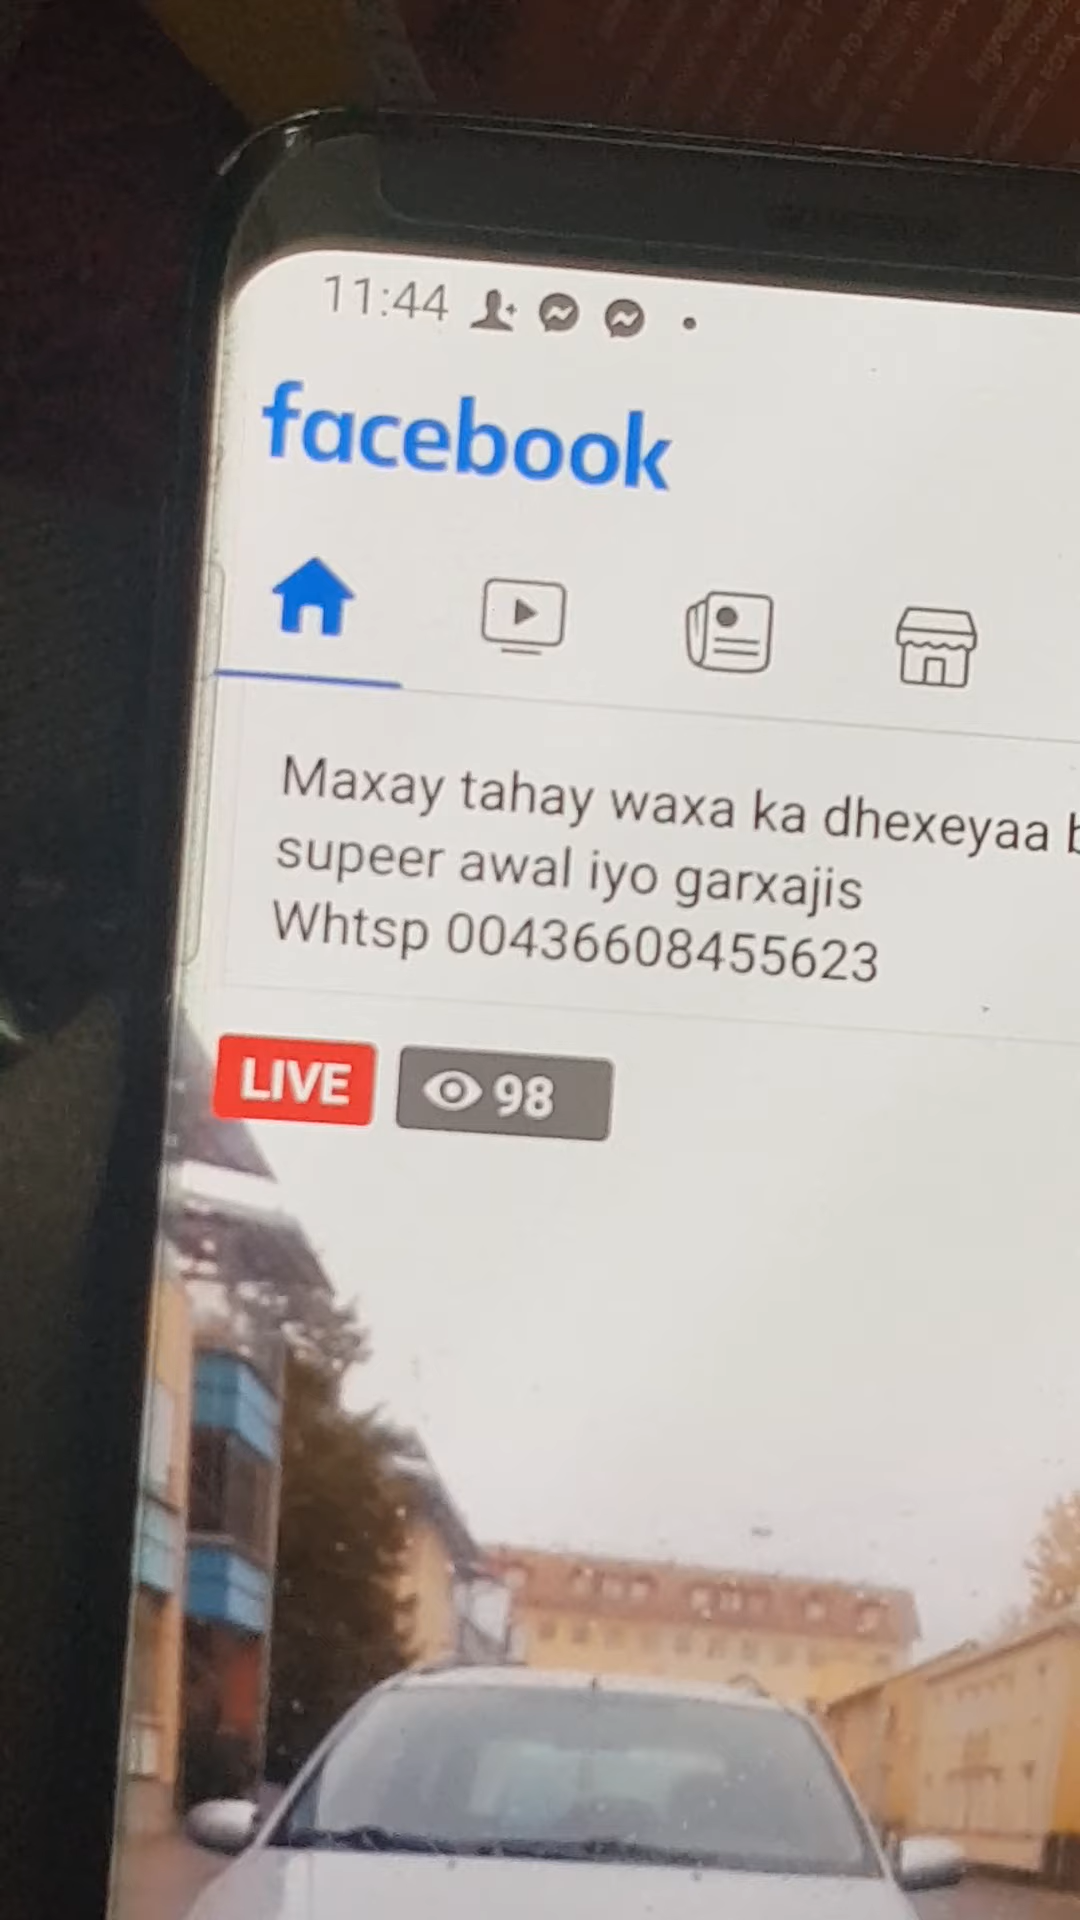 11:44
facebook
Maxay tahay waxa ka dhexeyaa
supeer awal iyo garxajis
Whtsp 00436608455623
LIVE 98